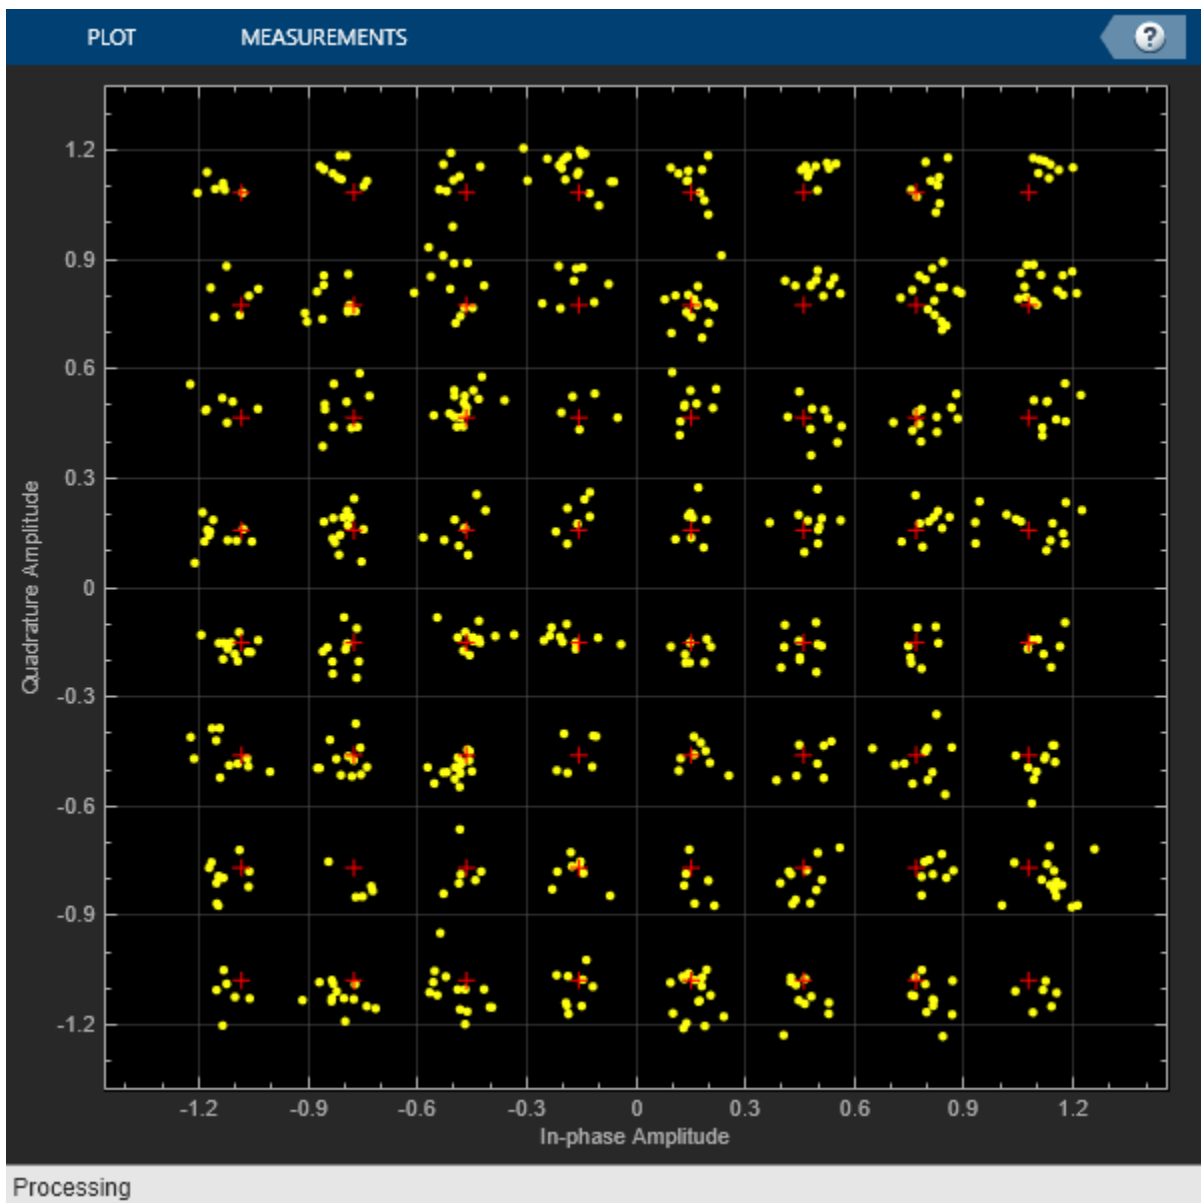 PLOT MEASUREMENTS ?
1.2
0.9
0.6
0.3
0
-0.3
-0.6
-0.9
-1.2
Quadrature Amplitude
-1.2 -0.9 -0.6 -0.3 0 0.3 0.6 0.9 1.2
In-phase Amplitude
Processing